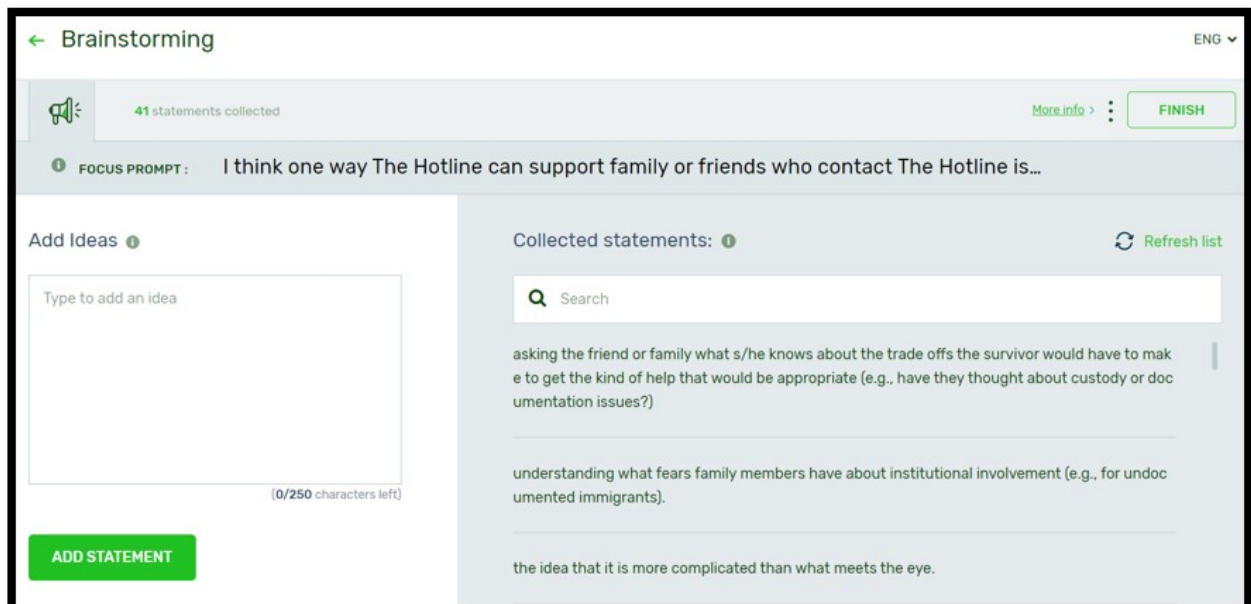 ← Brainstorming
ENG
41 statements collected
More info >
FINISH
FOCUS PROMPT :
I think one way The Hotline can support family or friends who contact The Hotline is…
Add Ideas
Type to add an idea
(0/250 characters left)
ADD STATEMENT
Collected statements:
Refresh list
Search
asking the friend or family what s/he knows about the trade offs the survivor would have to mak
e to get the kind of help that would be appropriate (e.g., have they thought about custody or doc
umentation issues?)
understanding what fears family members have about institutional involvement (e.g., for undoc
umented immigrants).
the idea that it is more complicated than what meets the eye.